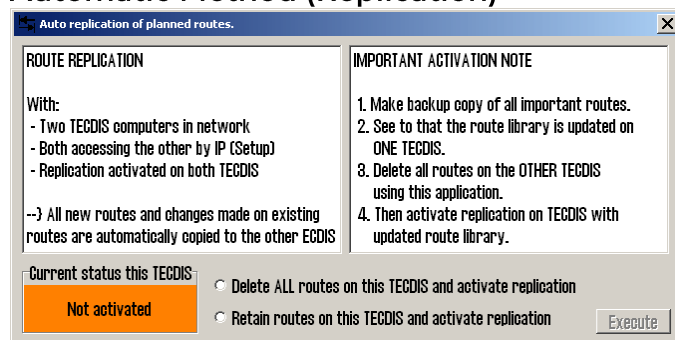 Automatic Method (Replication)
Auto replication of planned routes.
ROUTE REPLICATION
With:
- Two TECDIS computers in network
- Both accessing the other by IP (Setup)
- Replication activated on both TECDIS
--} All new routes and changes made on existing
routes are automatically copied to the other ECDIS
IMPORTANT ACTIVATION NOTE
1. Make backup copy of all important routes.
2. See to that the route library is updated on
ONE TECDIS.
3. Delete all routes on the OTHER TECDIS
using this application.
4. Then activate replication on TECDIS with
updated route library.
Current status this TECDIS
Not activated
Delete ALL routes on this TECDIS and activate replication
Retain routes on this TECDIS and activate replication
Execute